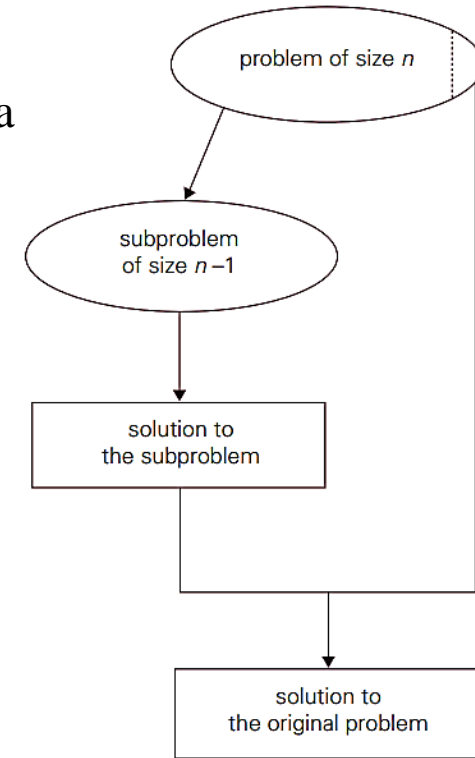 problem of size n
a
subproblem
of size n–1
solution to
the subproblem
solution to
the original problem